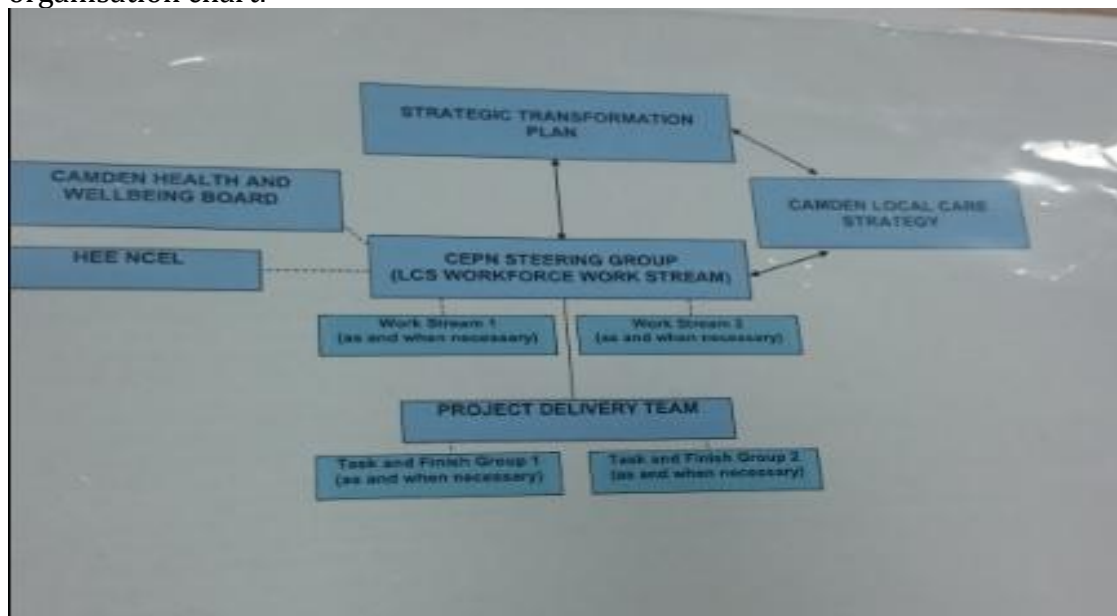 organisation chart.
STRATEGIC TRANSFORMATION
PLAN
CAMDEN HEALTH AND
WELLBEING BOARD
CAMDEN LOCAL CARE
STRATEGY
HEE NCEL
CEPN STEERING GROUP
(LCS WORKFORCE WORK STREAM)
Work Stream 1
(as and when necessary)
Work Stream 2
(as and when necessary)
PROJECT DELIVERY TEAM
Task and Finish Group 1
(as and when necessary)
Task and Finish Group 2
(as and when necessary)